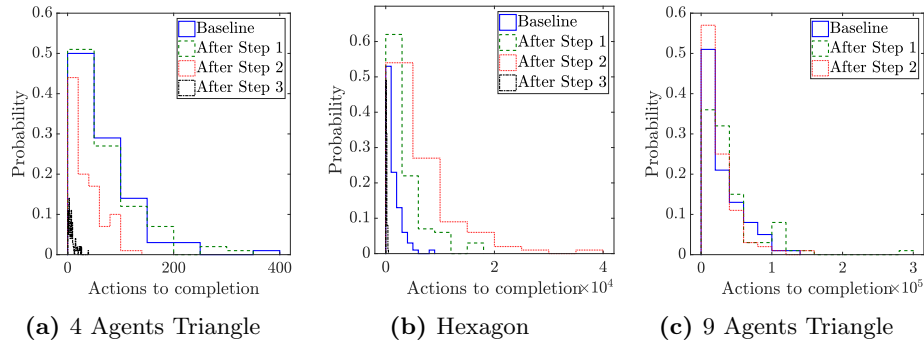 Baseline
After Step 1
After Step 2
After Step 3
Probability
0.6
0.5
0.4
0.3
0.2
0.1
0
0
200
400
Actions to completion
(a) 4 Agents Triangle
Baseline
After Step 1
After Step 2
After Step 3
Probability
0.6
0.5
0.4
0.3
0.2
0.1
0
0
2
4
Actions to completion ×10^4
(b) Hexagon
Baseline
After Step 1
After Step 2
Probability
0.6
0.5
0.4
0.3
0.2
0.1
0
0
1
2
3
Actions to completion ×10^5
(c) 9 Agents Triangle